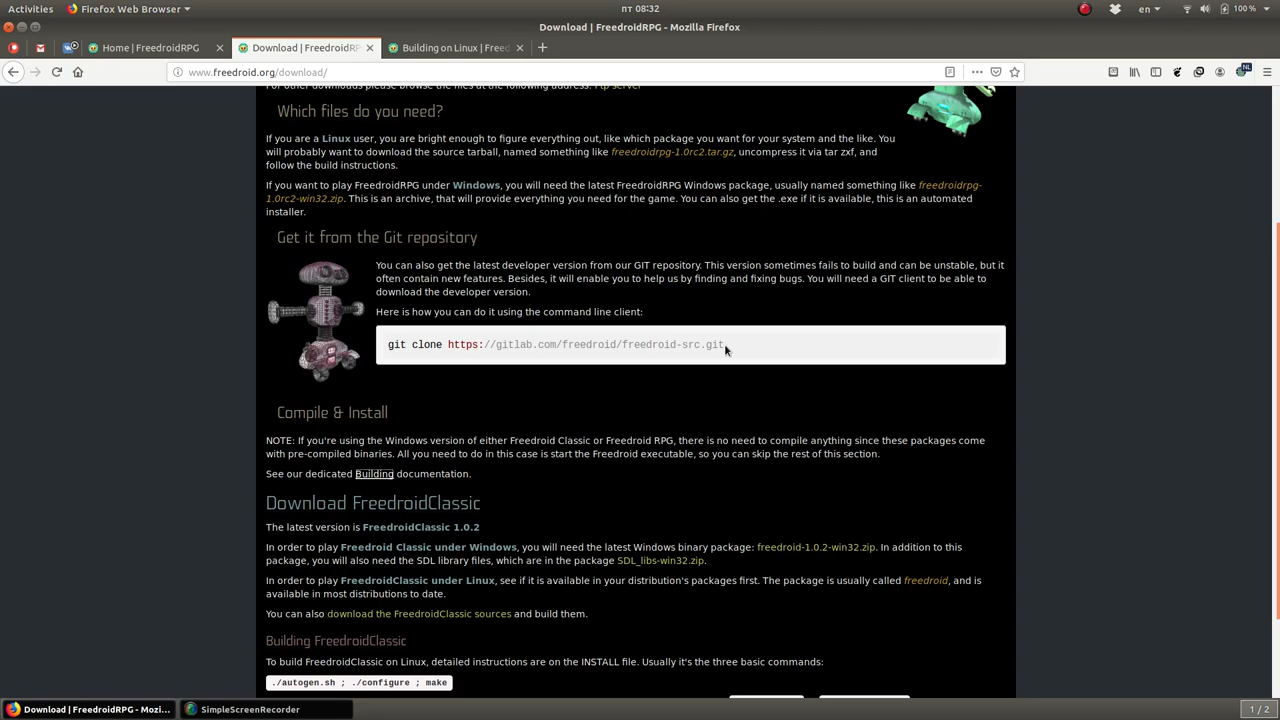 Activities Firefox Web Browser пт 08:32 en 100 %
Download | FreedroidRPG - Mozilla Firefox
Home | FreedroidRPG Download | FreedroidRP Building on Linux | Freed
www.freedroid.org/download/
For other downloads please browse the files at the following address: Ftp server
Which files do you need?
If you are a Linux user, you are bright enough to figure everything out, like which package you want for your system and the like. You
will probably want to download the source tarball, named something like freedroidrpg-1.0rc2.tar.gz, uncompress it via tar zxf, and
follow the build instructions.
If you want to play FreedroidRPG under Windows, you will need the latest FreedroidRPG Windows package, usually named something like freedroidrpg-
1.0rc2-win32.zip. This is an archive, that will provide everything you need for the game. You can also get the .exe if it is available, this is an automated
installer.
Get it from the Git repository
You can also get the latest developer version from our GIT repository. This version sometimes fails to build and can be unstable, but it
often contain new features. Besides, it will enable you to help us by finding and fixing bugs. You will need a GIT client to be able to
download the developer version.
Here is how you can do it using the command line client:
git clone https://gitlab.com/freedroid/freedroid-src.git
Compile & Install
NOTE: If you're using the Windows version of either Freedroid Classic or Freedroid RPG, there is no need to compile anything since these packages come
with pre-compiled binaries. All you need to do in this case is start the Freedroid executable, so you can skip the rest of this section.
See our dedicated Building documentation.
Download FreedroidClassic
The latest version is FreedroidClassic 1.0.2
In order to play Freedroid Classic under Windows, you will need the latest Windows binary package: freedroid-1.0.2-win32.zip. In addition to this
package, you will also need the SDL library files, which are in the package SDL_libs-win32.zip.
In order to play FreedroidClassic under Linux, see if it is available in your distribution's packages first. The package is usually called freedroid, and is
available in most distributions to date.
You can also download the FreedroidClassic sources and build them.
Building FreedroidClassic
To build FreedroidClassic on Linux, detailed instructions are on the INSTALL file. Usually it's the three basic commands:
./autogen.sh ; ./configure ; make
Download | FreedroidRPG - Mozi... SimpleScreenRecorder 1 / 2